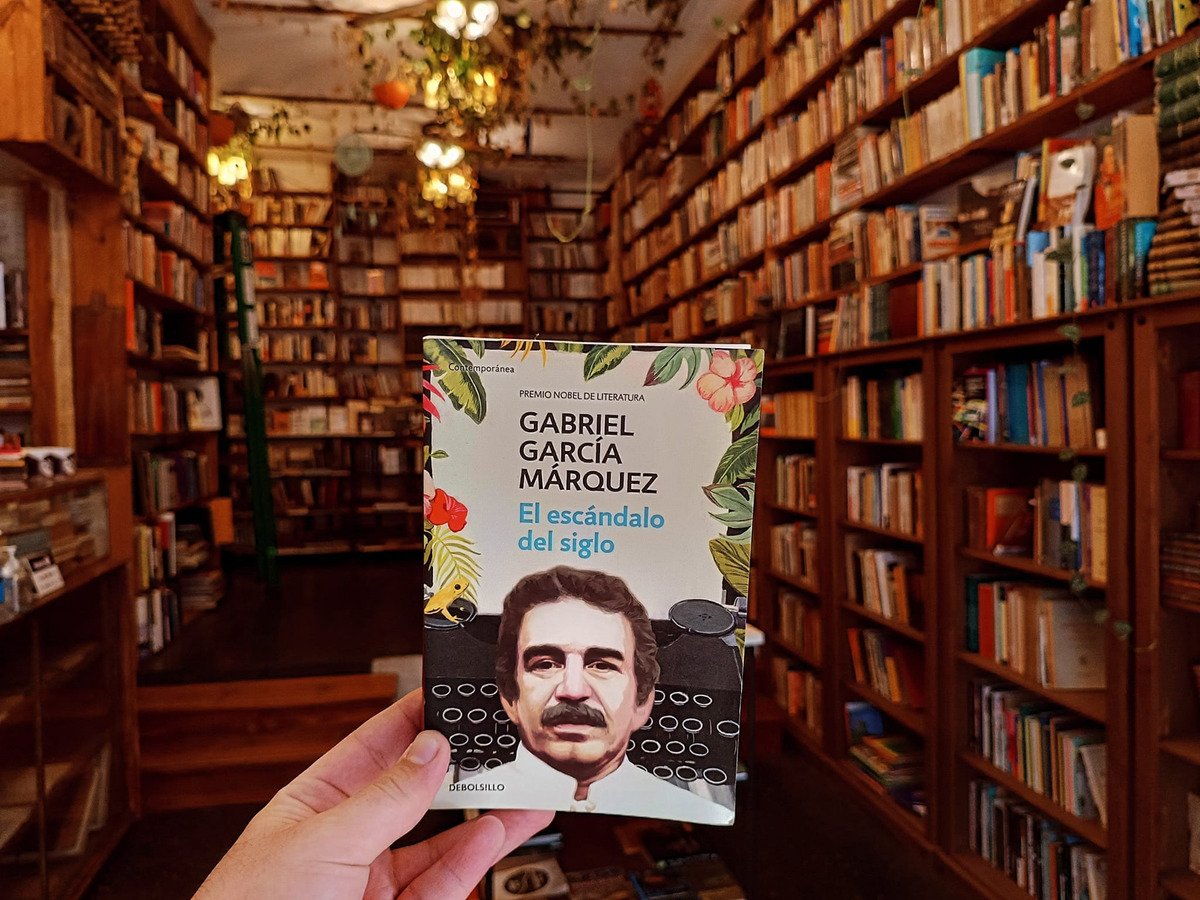 Contemporánea
PREMIO NOBEL DE LITERATURA
GABRIEL
GARCÍA
MÁRQUEZ
El escándalo
del siglo
DEBOLSILLO